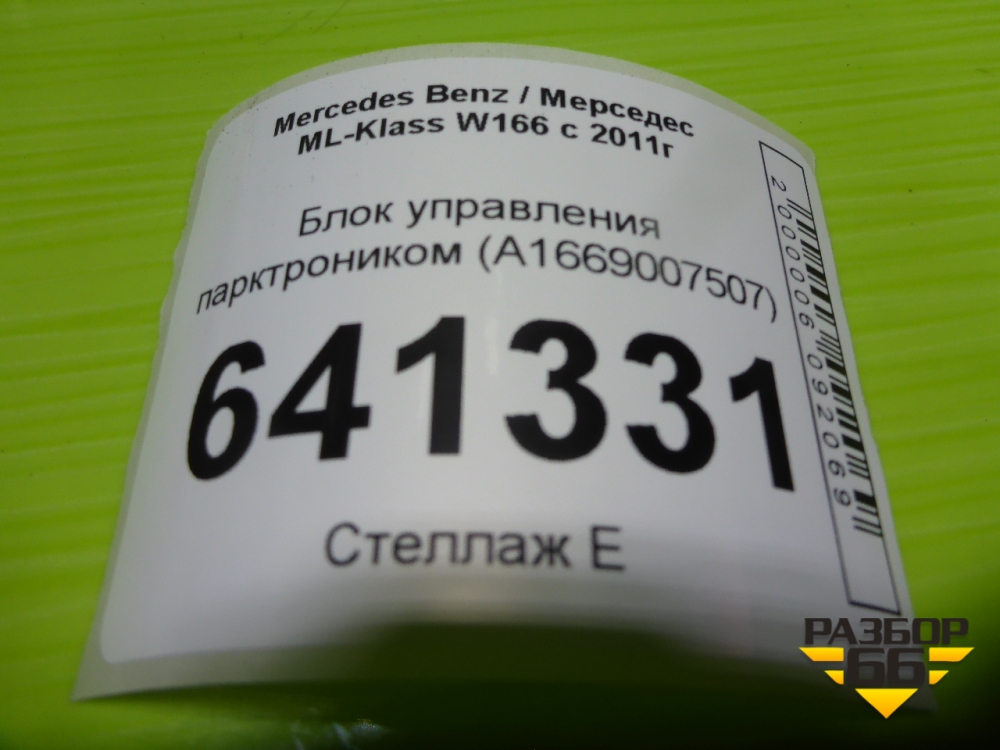 Mercedes Benz / Мерседес
ML-Klass W166 с 2011г
Блок управления
парктроником (A1669007507)
641331
Стеллаж Е
2000006092069
РАЗБОР
66